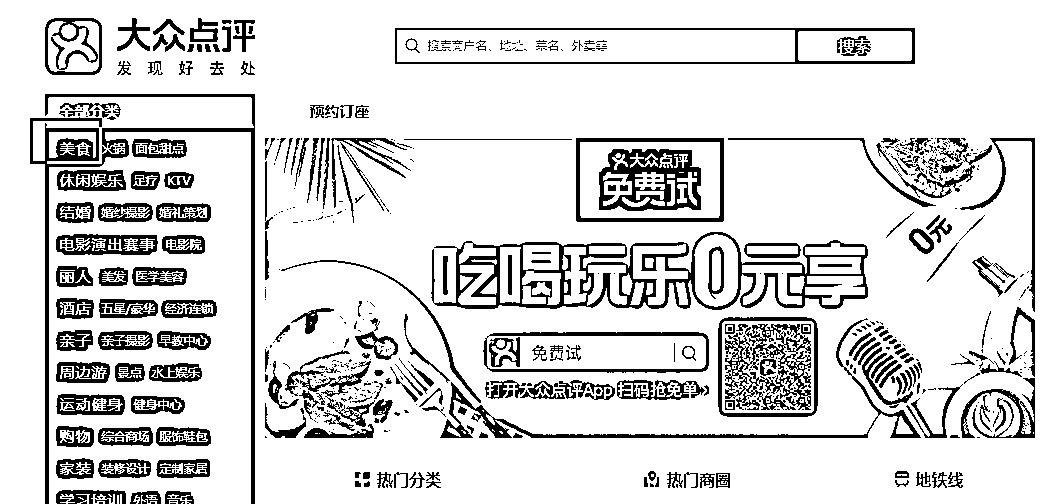 大众点评
发现好去处
搜索商户名、地址、菜名、外卖等
搜索
全部分类
预约订座
美食 火锅 面包甜点
休闲娱乐 足疗 KTV
结婚 婚纱摄影 婚礼策划
电影演出赛事 电影院
丽人 美发 医学美容
酒店 五星/豪华 经济连锁
亲子 亲子摄影 早教中心
周边游 景点 水上娱乐
运动健身 健身中心
购物 综合商场 服饰鞋包
家装 装修设计 定制家居
学习培训 外语 音乐
大众点评
免费试
0元
吃喝玩乐0元享
免费试
打开大众点评App 扫码抢免单›
热门分类
热门商圈
地铁线